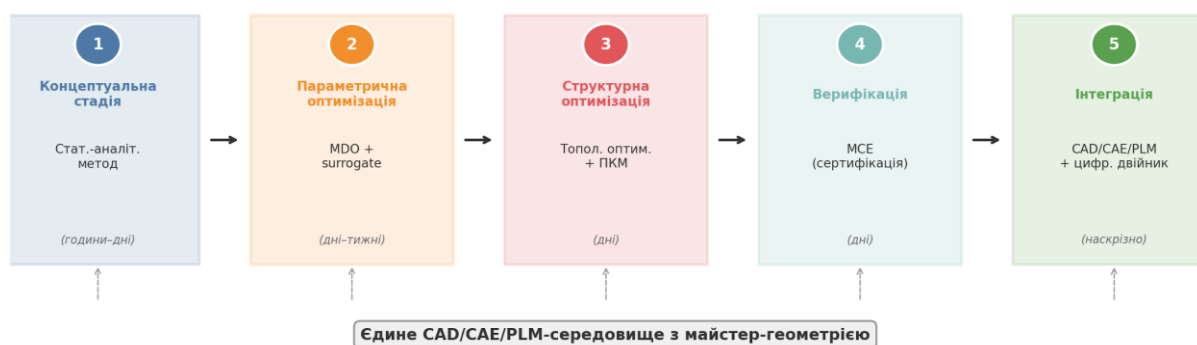 1
Концептуальна
стадія
Стат.-аналіт.
метод
(години–дні)
2
Параметрична
оптимізація
MDO +
surrogate
(дні–тижні)
3
Структурна
оптимізація
Топол. оптим.
+ ПКМ
(дні)
4
Верифікація
МСЕ
(сертифікація)
(дні)
5
Інтеграція
CAD/CAE/PLM
+ цифр. двійник
(наскрізно)
Єдине CAD/CAE/PLM-середовище з майстер-геометрією